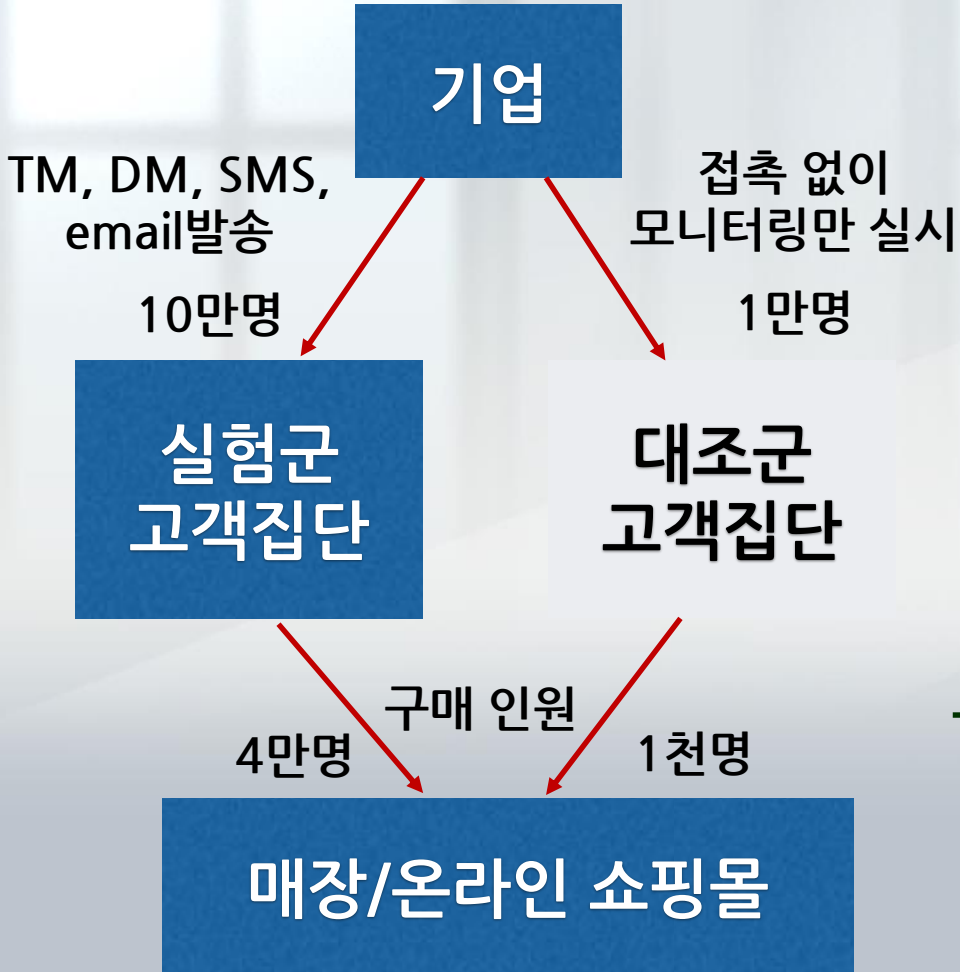 기업
TM, DM, SMS,
email발송
접촉 없이
모니터링만 실시
10만명
1만명
실험군
고객집단
대조군
고객집단
구매 인원
4만명
1천명
매장/온라인 쇼핑몰